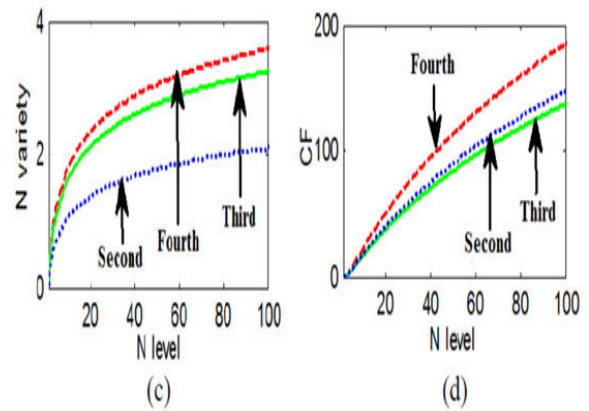 4
2
0
N variety
Second
Fourth
Third
20 40 60 80 100
N level
(c)
200
100
0
CF
Fourth
Second
Third
20 40 60 80 100
N level
(d)